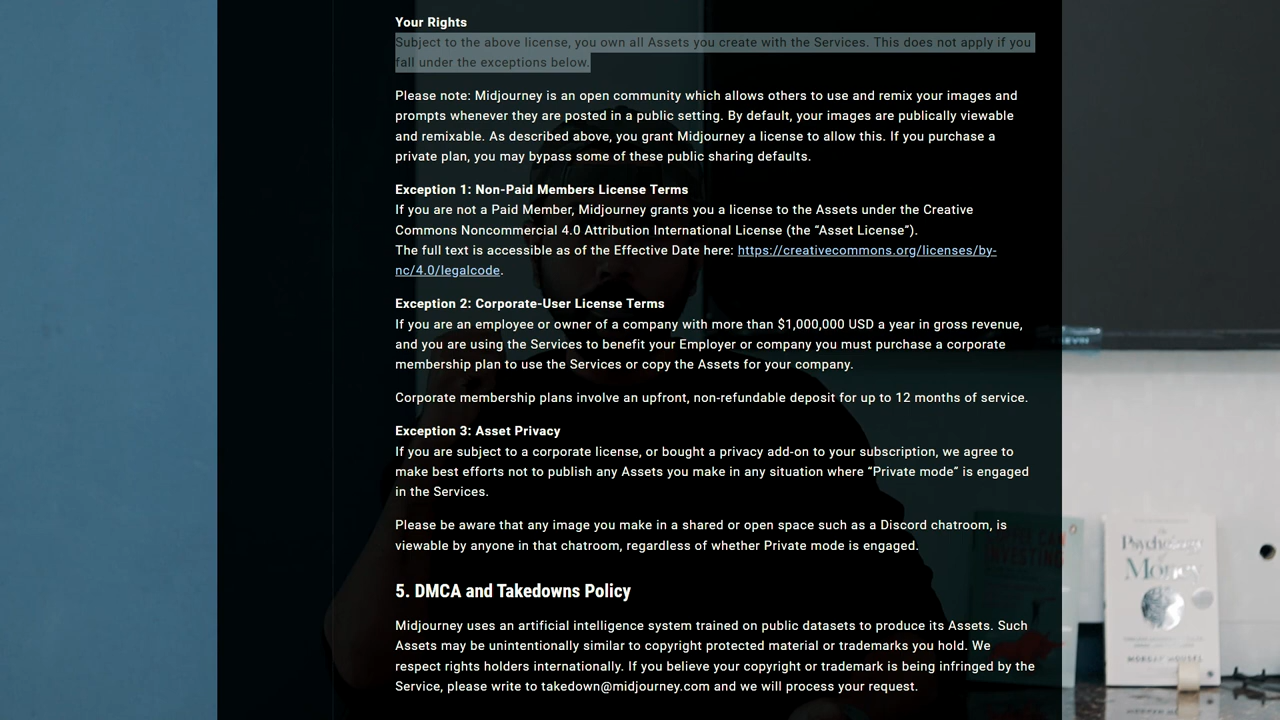 Your Rights
Subject to the above license, you own all Assets you create with the Services. This does not apply if you
fall under the exceptions below.
Please note: Midjourney is an open community which allows others to use and remix your images and
prompts whenever they are posted in a public setting. By default, your images are publically viewable
and remixable. As described above, you grant Midjourney a license to allow this. If you purchase a
private plan, you may bypass some of these public sharing defaults.
Exception 1: Non-Paid Members License Terms
If you are not a Paid Member, Midjourney grants you a license to the Assets under the Creative
Commons Noncommercial 4.0 Attribution International License (the “Asset License”).
The full text is accessible as of the Effective Date here: https://creativecommons.org/licenses/by-
nc/4.0/legalcode.
Exception 2: Corporate-User License Terms
If you are an employee or owner of a company with more than $1,000,000 USD a year in gross revenue,
and you are using the Services to benefit your Employer or company you must purchase a corporate
membership plan to use the Services or copy the Assets for your company.
Corporate membership plans involve an upfront, non-refundable deposit for up to 12 months of service.
Exception 3: Asset Privacy
If you are subject to a corporate license, or bought a privacy add-on to your subscription, we agree to
make best efforts not to publish any Assets you make in any situation where “Private mode” is engaged
in the Services.
Please be aware that any image you make in a shared or open space such as a Discord chatroom, is
viewable by anyone in that chatroom, regardless of whether Private mode is engaged.
5. DMCA and Takedowns Policy
Midjourney uses an artificial intelligence system trained on public datasets to produce its Assets. Such
Assets may be unintentionally similar to copyright protected material or trademarks you hold. We
respect rights holders internationally. If you believe your copyright or trademark is being infringed by the
Service, please write to takedown@midjourney.com and we will process your request.
CAN
INVESTING
The
Psychology
of
Money